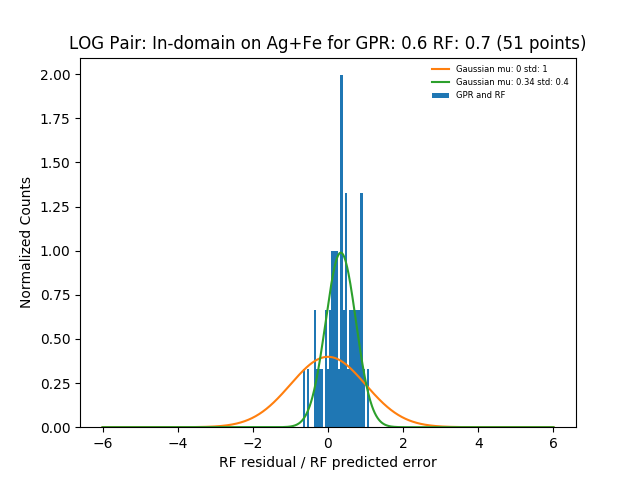 LOG Pair: In-domain on Ag+Fe for GPR: 0.6 RF: 0.7 (51 points)
Gaussian mu: 0 std: 1
Gaussian mu: 0.34 std: 0.4
GPR and RF
Normalized Counts
2.00
1.75
1.50
1.25
1.00
0.75
0.50
0.25
0.00
−6 −4 −2 0 2 4 6
RF residual / RF predicted error